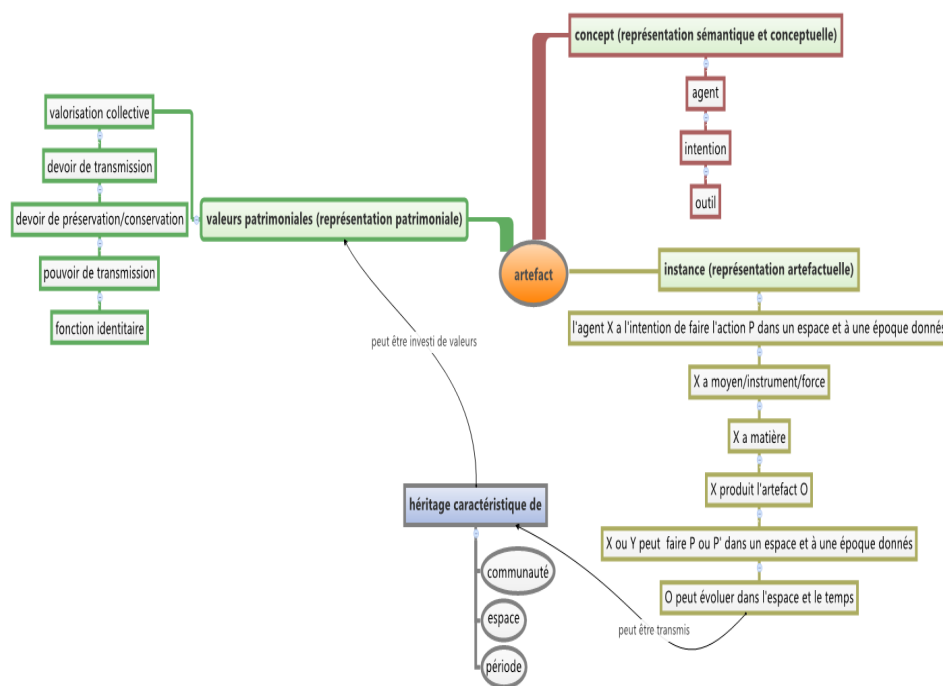 concept (représentation sémantique et conceptuelle)
agent
intention
outil
valorisation collective
devoir de transmission
devoir de préservation/conservation
pouvoir de transmission
fonction identitaire
valeurs patrimoniales (représentation patrimoniale)
artefact
instance (représentation artefactuelle)
l'agent X a l'intention de faire l'action P dans un espace et à une époque donnés
X a moyen/instrument/force
X a matière
X produit l'artefact O
X ou Y peut faire P ou P' dans un espace et à une époque donnés
O peut évoluer dans l'espace et le temps
peut être transmis
peut être investi de valeurs
héritage caractéristique de
communauté
espace
période